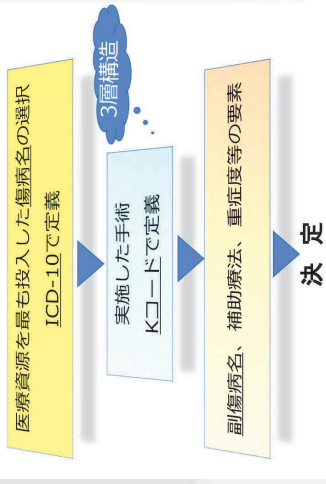 医療資源を最も投入した傷病名の選択
ICD-10で定義
3層構造
実施した手術
Kコードで定義
副傷病名、補助療法、重症度等の要素
決 定